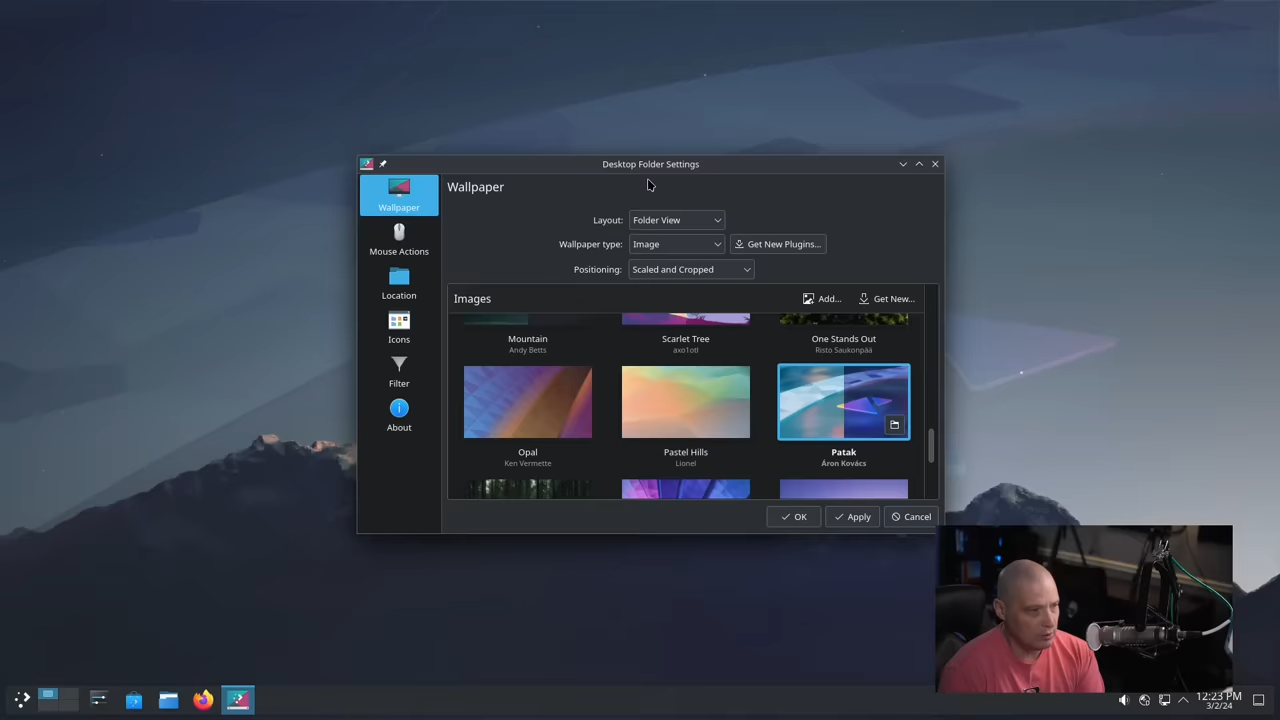 Desktop Folder Settings
Wallpaper
Wallpaper
Layout: Folder View
Mouse Actions
Wallpaper type: Image Get New Plugins...
Positioning: Scaled and Cropped
Location
Images Add... Get New...
Icons
Mountain Scarlet Tree One Stands Out
Andy Betts axo1otl Risto Saukonpää
Filter
About
Opal Pastel Hills Patak
Ken Vermette Lionel Áron Kovács
OK Apply Cancel
12:23 PM
3/2/24